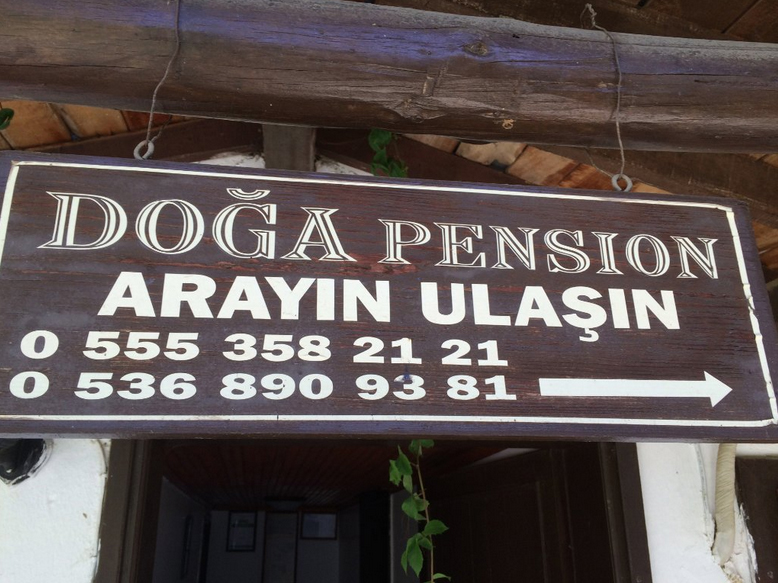 DOĞA PENSION
ARAYIN ULAŞIN
0 555 358 21 21
0 536 890 93 81